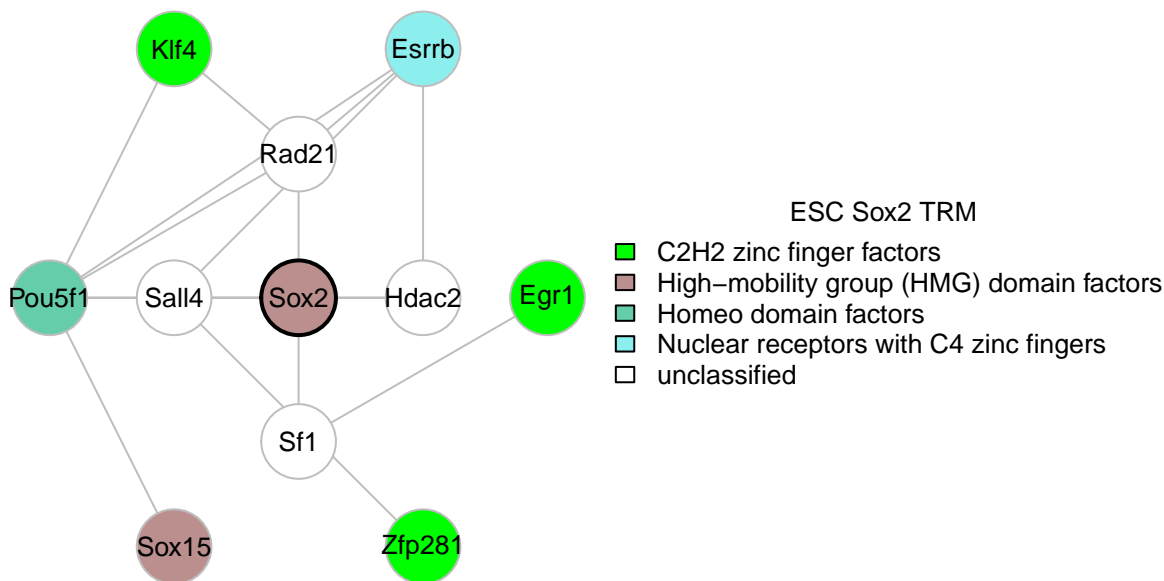 Klf4
Esrrb
Rad21
Pou5f1
Sall4
Sox2
Hdac2
Egr1
Sf1
Sox15
Zfp281
ESC Sox2 TRM
C2H2 zinc finger factors
High−mobility group (HMG) domain factors
Homeo domain factors
Nuclear receptors with C4 zinc fingers
unclassified